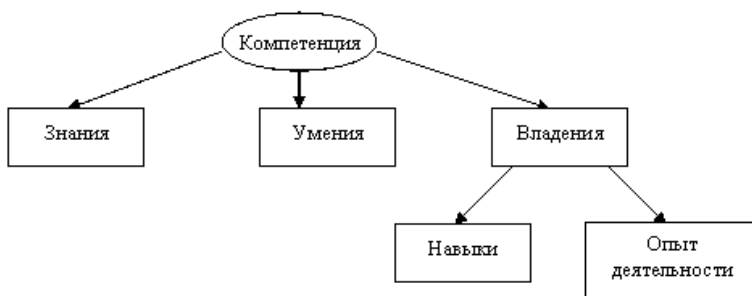 Компетенция
Знания
Умения
Владения
Навыки
Опыт
деятельности